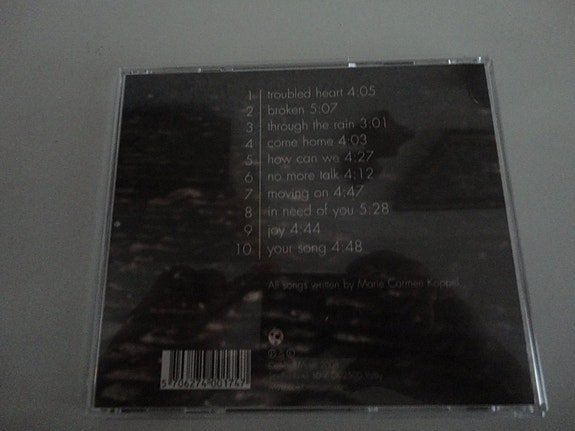 1 troubled heart 4:05
2 broken 5:07
3 through the rain 3:01
4 come home 4:03
5 how can we 4:27
6 no more talk 4:12
7 moving on 4:47
8 in need of you 5:28
9 joy 4:44
10 your song 4:48
All songs written by Marie Carmen Koppel
5 706274 001747